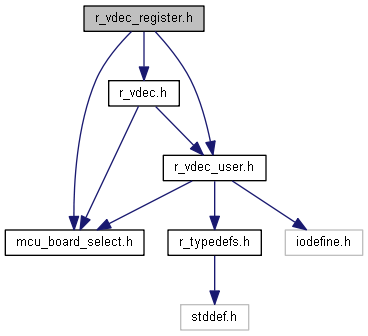 r_vdec_register.h
r_vdec.h
r_vdec_user.h
mcu_board_select.h
r_typedefs.h
iodefine.h
stddef.h